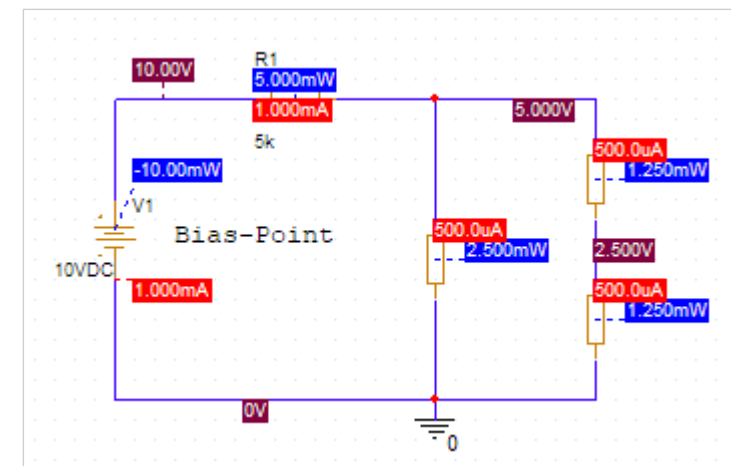 R1
10.00V
5.000mW
1.000mA
5.000V
5k
500.0uA
-10.00mW
1.250mW
V1
Bias-Point
500.0uA
2.500mW
2.500V
10VDC
1.000mA
500.0uA
1.250mW
0V
0